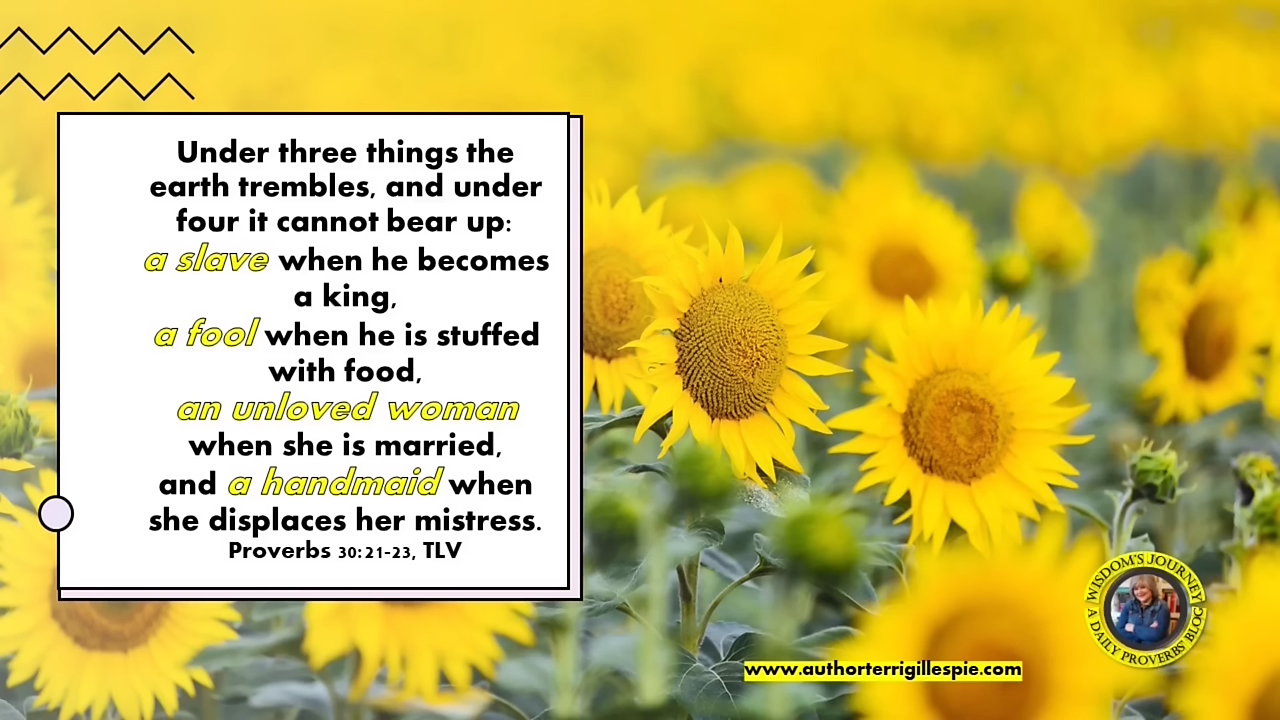 Under three things the
earth trembles, and under
four it cannot bear up:
a slave when he becomes
a king,
a fool when he is stuffed
with food,
an unloved woman
when she is married,
and a handmaid when
she displaces her mistress.
Proverbs 30:21-23, TLV
WISDOM'S JOURNEY
A DAILY PROVERBS' BLOG
www.authorterrigillespie.com